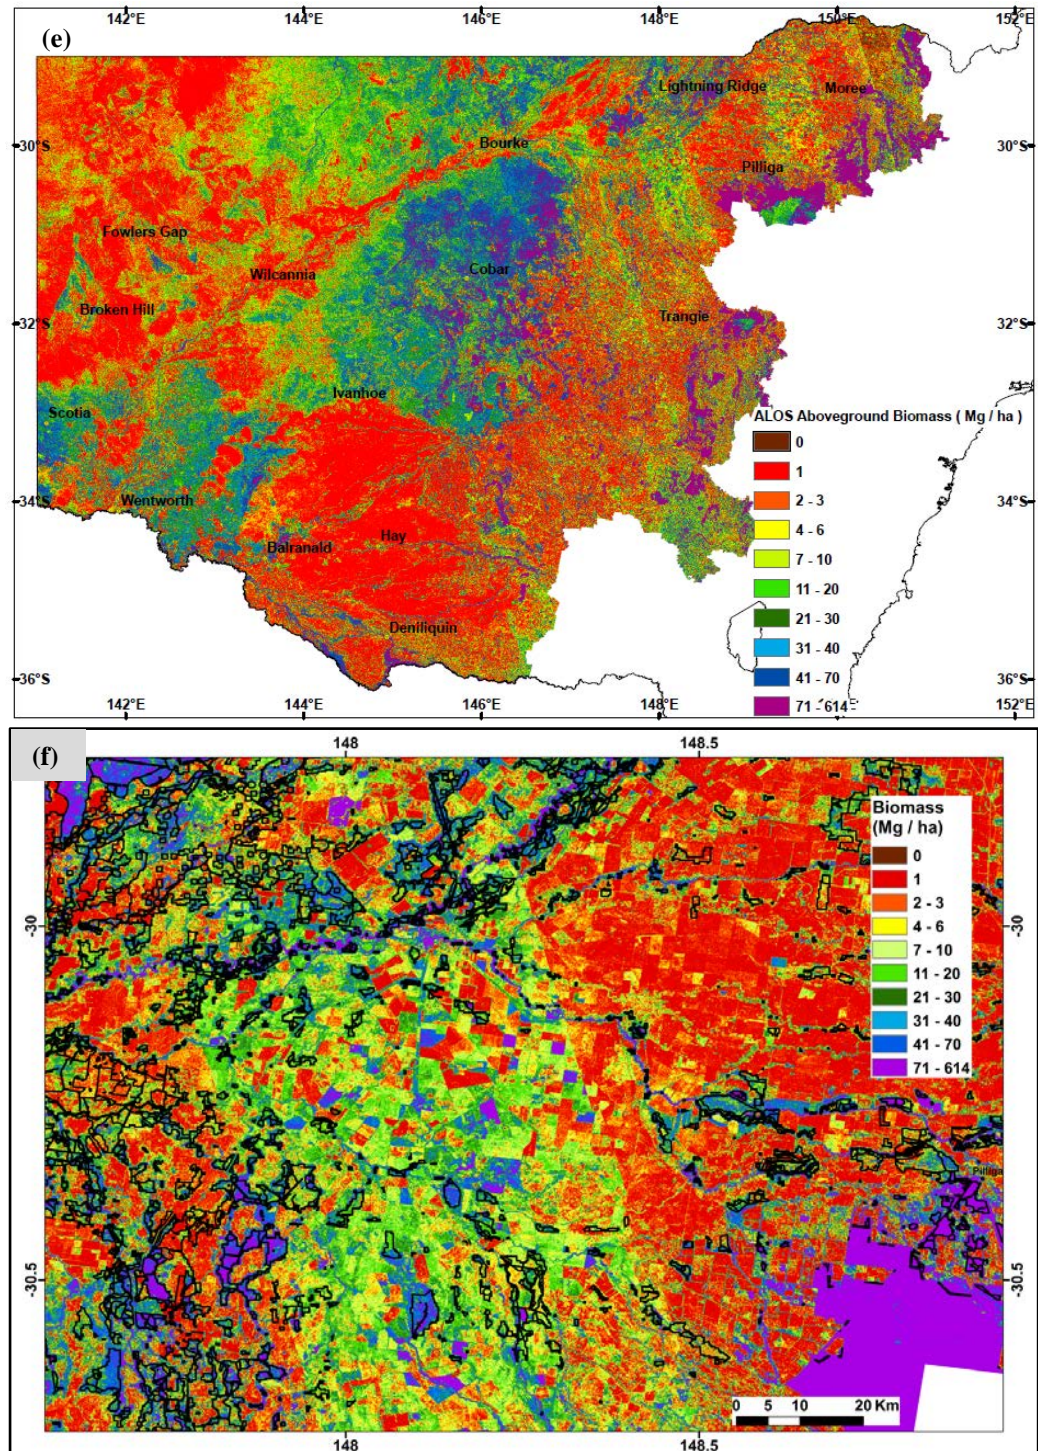 142°E 144°E 146°E 148°E 150°E 152°E
(e)
Lightning Ridge Moree
30°S Bourke 30°S
Pilliga
Fowlers Gap
Wilcannia Cobar
Broken Hill
32°S Trangie 32°S
Ivanhoe
Scotia
ALOS Aboveground Biomass ( Mg / ha )
0
1
34°S Wentworth 2 - 3 34°S
Balranald Hay 4 - 6
7 - 10
11 - 20
Deniliquin 21 - 30
31 - 40
36°S 41 - 70 36°S
71 - 614
142°E 144°E 146°E 148°E 150°E 152°E
(f)
148 148.5
Biomass
(Mg / ha)
0
1
2 - 3
-30 4 - 6 -30
7 - 10
11 - 20
21 - 30
31 - 40
41 - 70
71 - 614
Pilliga
-30.5 -30.5
0 5 10 20 Km
148 148.5